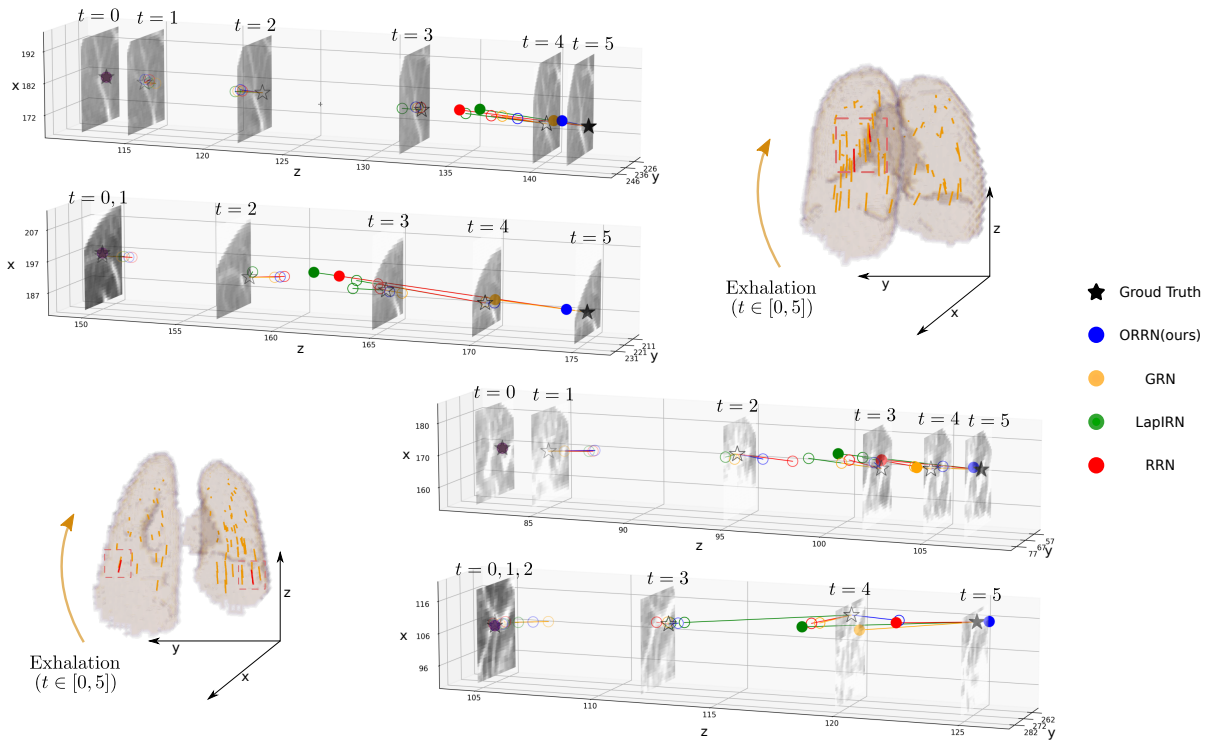 t = 0
t = 1
t = 2
t = 3
t = 4
t = 5
192
182
172
x
115
120
125
130
135
140
z
226
236
246
y
t = 0, 1
t = 2
t = 3
t = 4
t = 5
207
197
187
x
150
155
160
165
170
175
z
211
221
231
y
z
y
x
Exhalation
(t ∈ [0, 5])
Groud Truth
ORRN(ours)
GRN
LapIRN
RRN
t = 0
t = 1
t = 2
t = 3
t = 4
t = 5
180
170
160
x
85
90
95
100
105
z
57
67
77
y
z
y
x
Exhalation
(t ∈ [0, 5])
t = 0, 1, 2
t = 3
t = 4
t = 5
116
106
96
x
105
110
115
120
125
z
262
272
282
y